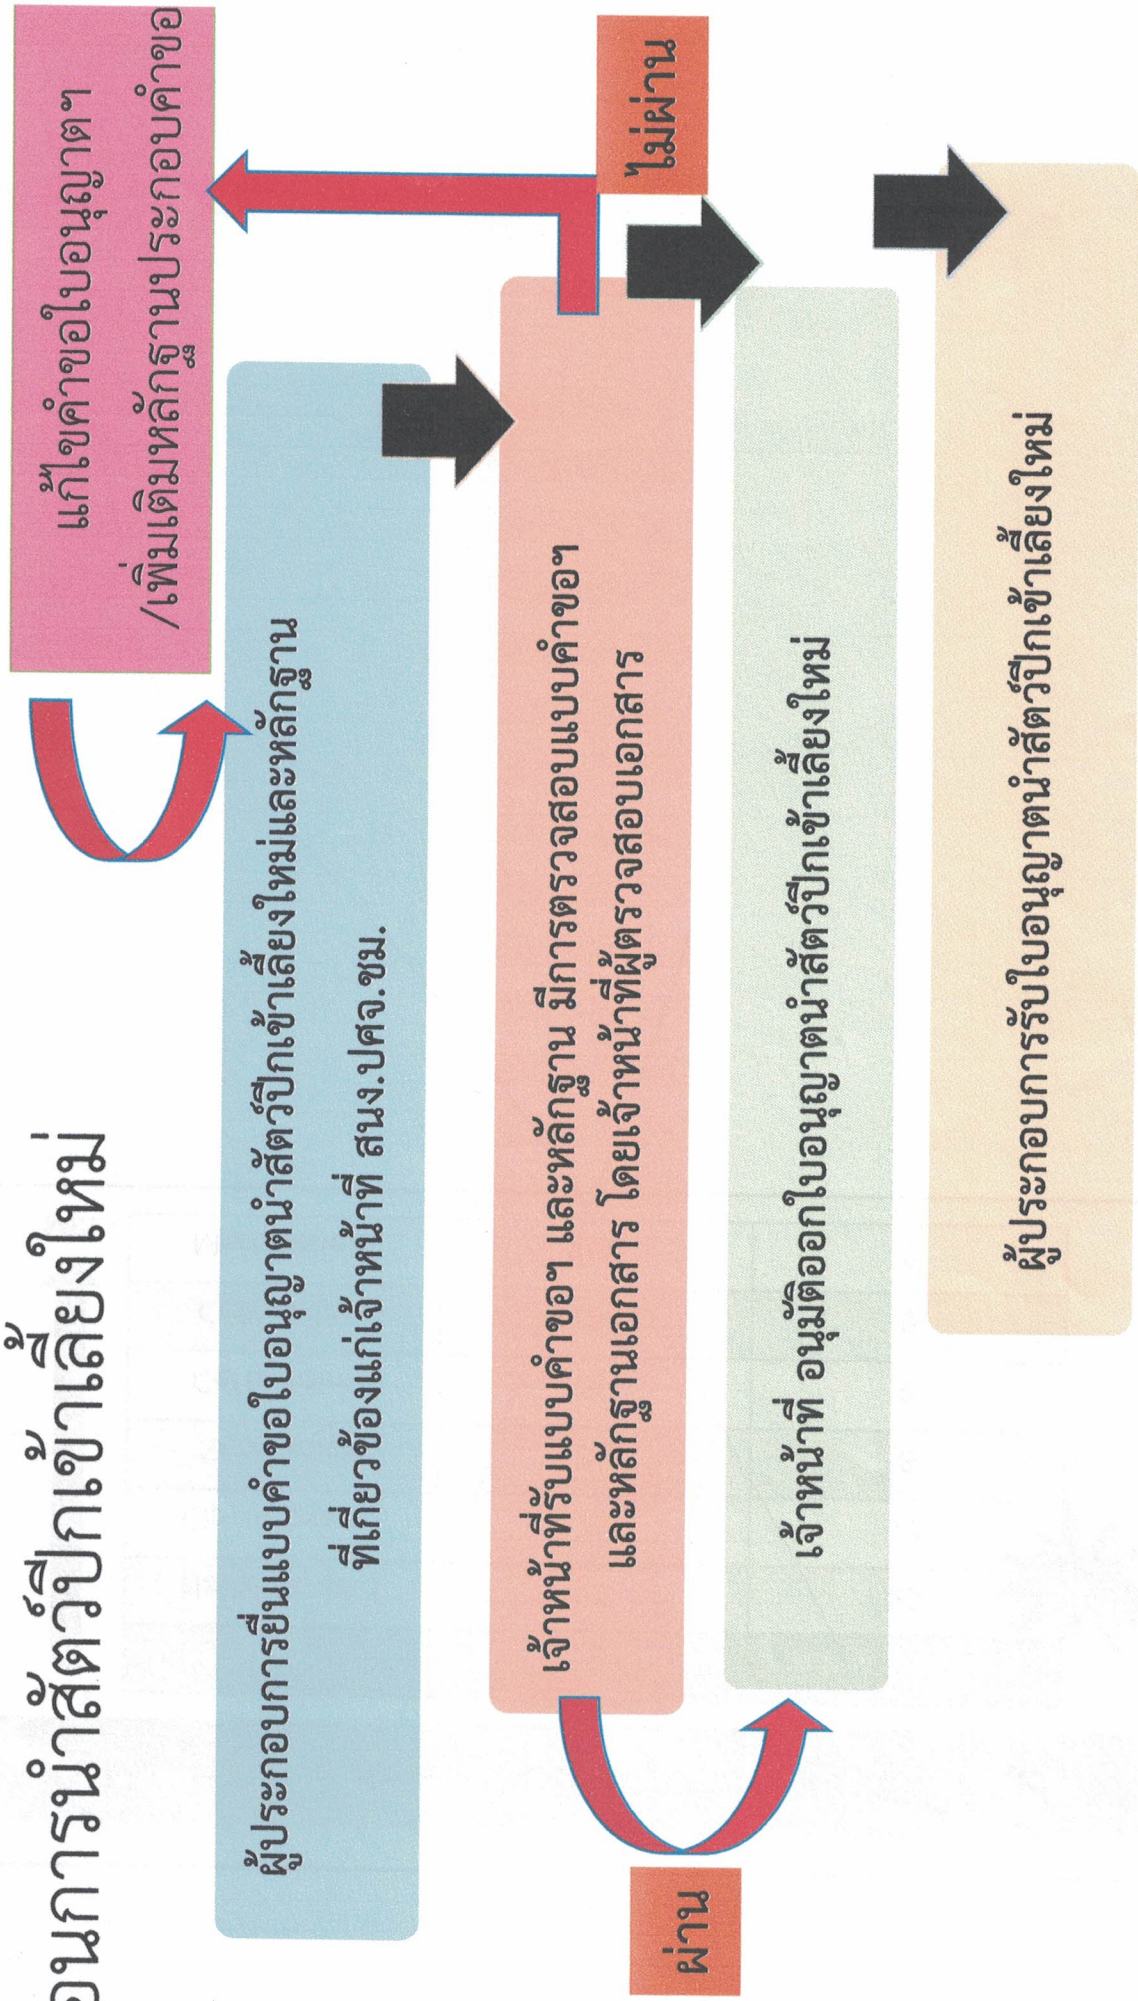 อนการนำสัตว์ปีกเข้าเลี้ยงใหม่
แก้ไขคำขอใบอนุญาตฯ
/เพิ่มเติมหลักฐานประกอบคำขอ
ผู้ประกอบการยื่นแบบคำขอใบอนุญาตนำสัตว์ปีกเข้าเลี้ยงใหม่และหลักฐาน
ที่เกี่ยวข้องแก่เจ้าหน้าที่ สนง.ปศจ.ชม.
เจ้าหน้าที่รับแบบคำขอฯ และหลักฐาน มีการตรวจสอบแบบคำขอฯ
และหลักฐานเอกสาร โดยเจ้าหน้าที่ผู้ตรวจสอบเอกสาร
ไม่ผ่าน
ผ่าน
เจ้าหน้าที่ อนุมัติออกใบอนุญาตนำสัตว์ปีกเข้าเลี้ยงใหม่
ผู้ประกอบการรับใบอนุญาตนำสัตว์ปีกเข้าเลี้ยงใหม่